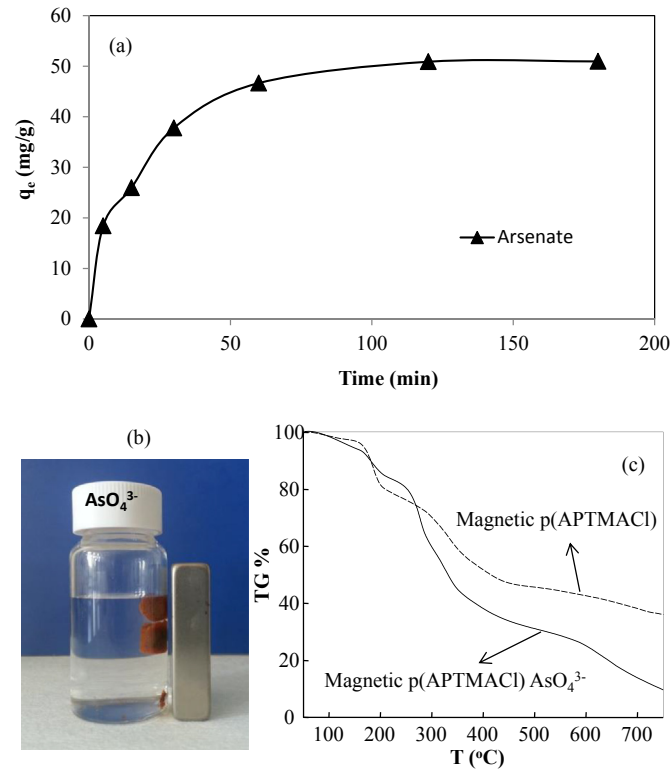 60
(a)
50
40
qe (mg/g)
30
20
Arsenate
10
0
0 50 100 150 200
Time (min)
(b)
AsO₄³⁻
100
(c)
80
Magnetic p(APTMACl)
60
TG %
40
20
Magnetic p(APTMACl) AsO₄³⁻
0
100 200 300 400 500 600 700
T (ºC)